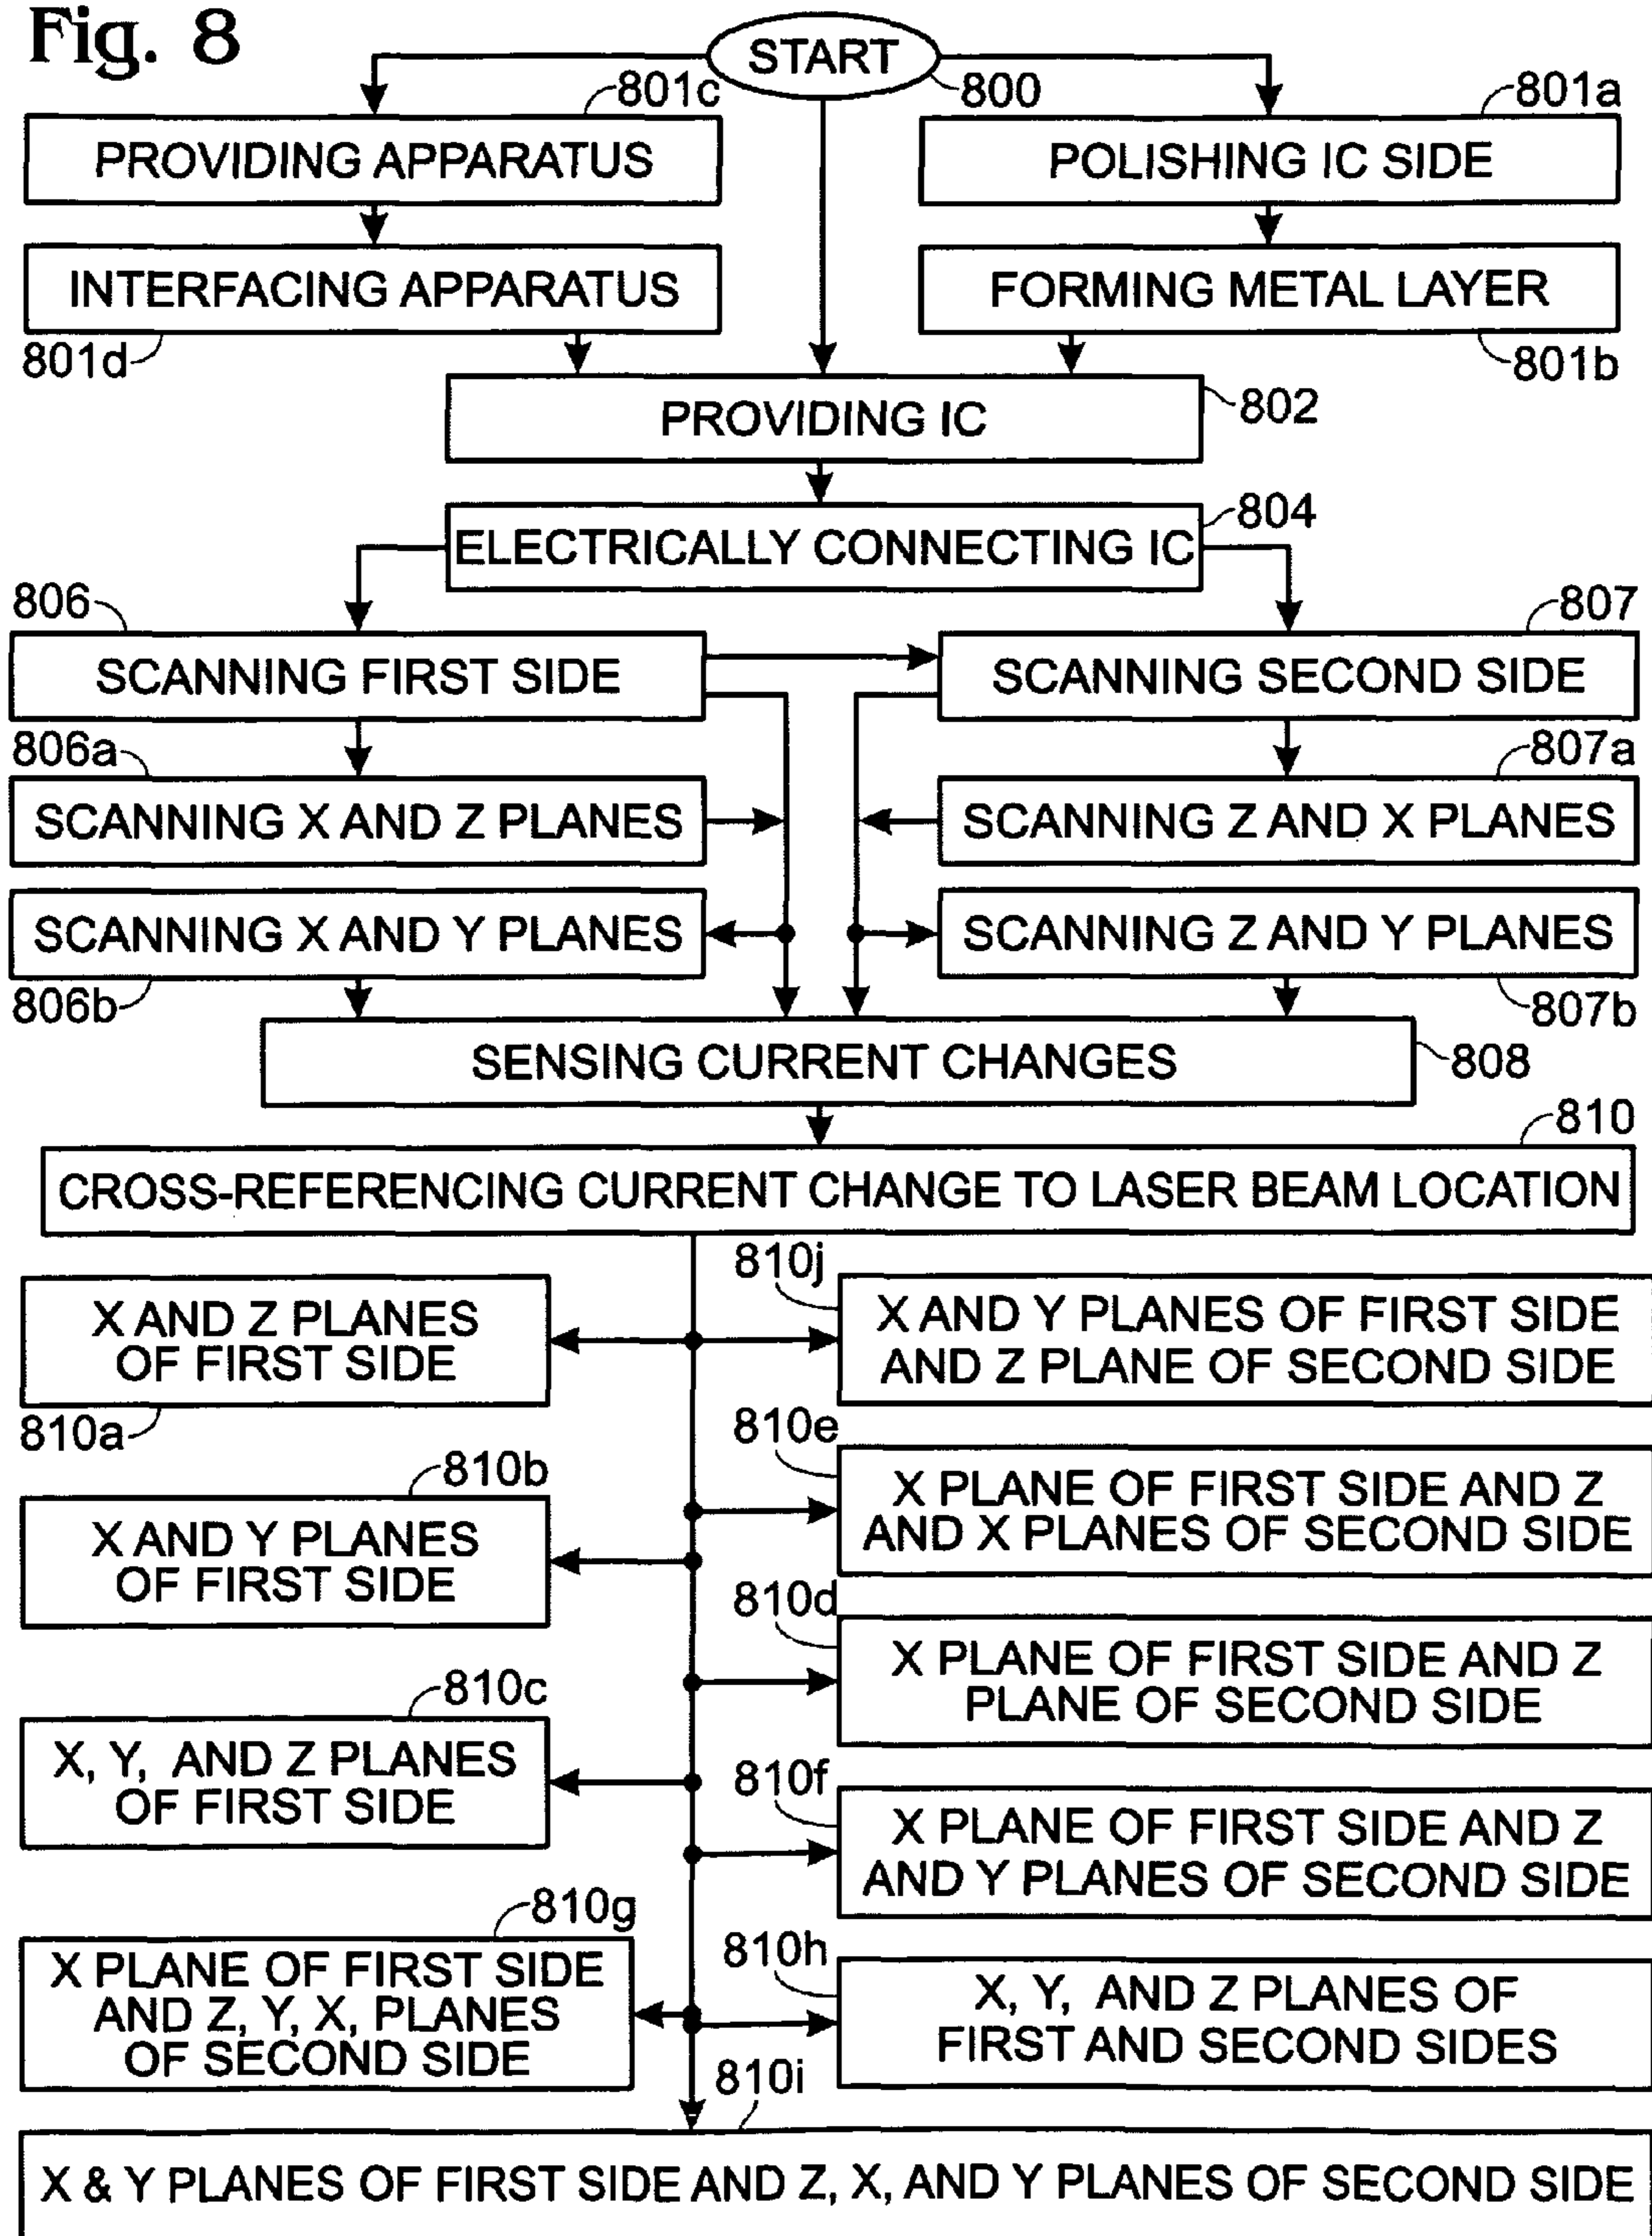 Fig. 8
START
800
801c
801a
PROVIDING APPARATUS
POLISHING IC SIDE
INTERFACING APPARATUS
FORMING METAL LAYER
801d
801b
PROVIDING IC
802
ELECTRICALLY CONNECTING IC
804
806
807
SCANNING FIRST SIDE
SCANNING SECOND SIDE
806a
807a
SCANNING X AND Z PLANES
SCANNING Z AND X PLANES
SCANNING X AND Y PLANES
SCANNING Z AND Y PLANES
806b
807b
SENSING CURRENT CHANGES
808
810
CROSS-REFERENCING CURRENT CHANGE TO LASER BEAM LOCATION
X AND Z PLANES
OF FIRST SIDE
810a
810j
X AND Y PLANES OF FIRST SIDE
AND Z PLANE OF SECOND SIDE
810b
X AND Y PLANES
OF FIRST SIDE
810e
X PLANE OF FIRST SIDE AND Z
AND X PLANES OF SECOND SIDE
810d
X PLANE OF FIRST SIDE AND Z
PLANE OF SECOND SIDE
810c
X, Y, AND Z PLANES
OF FIRST SIDE
810f
X PLANE OF FIRST SIDE AND Z
AND Y PLANES OF SECOND SIDE
810g
X PLANE OF FIRST SIDE
AND Z, Y, X, PLANES
OF SECOND SIDE
810h
X, Y, AND Z PLANES OF
FIRST AND SECOND SIDES
810i
X & Y PLANES OF FIRST SIDE AND Z, X, AND Y PLANES OF SECOND SIDE